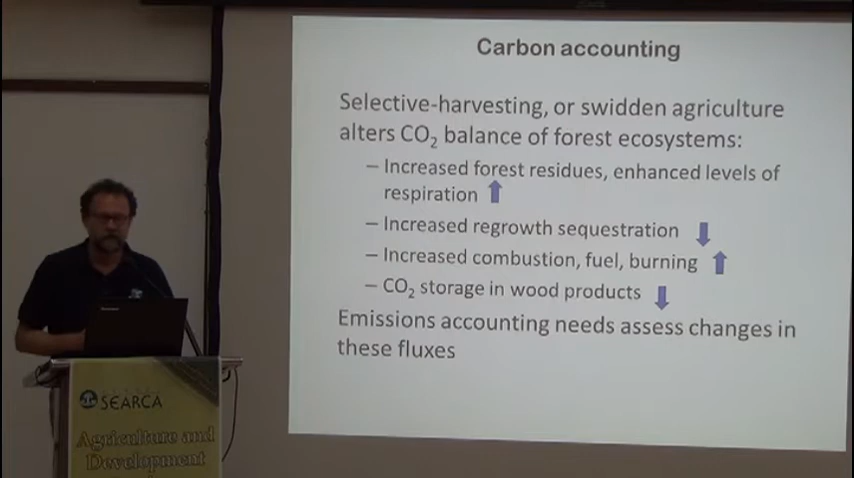 Carbon accounting
Selective-harvesting, or swidden agriculture
alters CO₂ balance of forest ecosystems:
– Increased forest residues, enhanced levels of
respiration
– Increased regrowth sequestration
– Increased combustion, fuel, burning
– CO₂ storage in wood products
Emissions accounting needs assess changes in
these fluxes
SEARCA
Agriculture and
Development